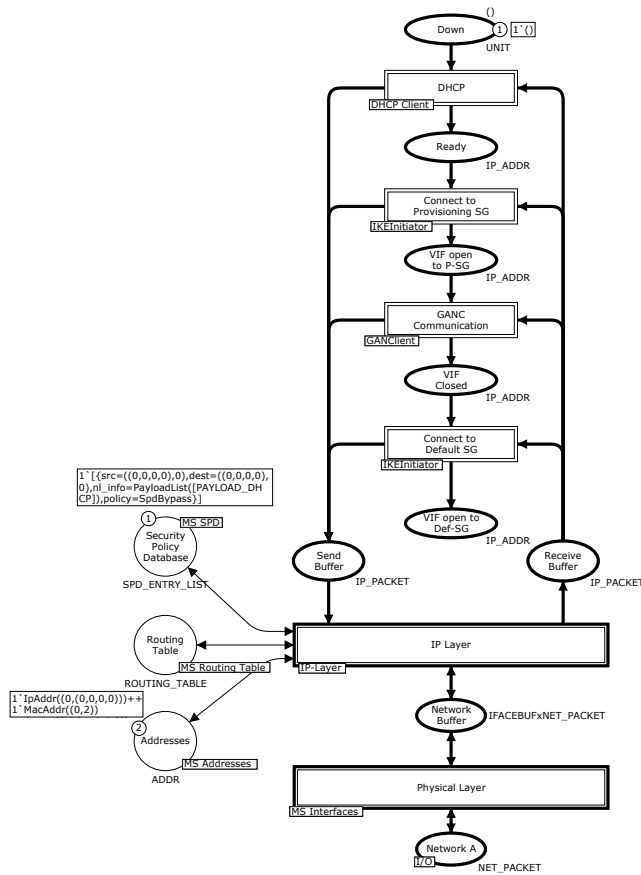 ()
Down
1
1`()
UNIT
DHCP
DHCP Client
Ready
IP_ADDR
Connect to
Provisioning SG
IKEInitiator
VIF open
to P-SG
IP_ADDR
GANC
Communication
GANClient
VIF
Closed
IP_ADDR
Connect to
Default SG
IKEInitiator
1`[{src=((0,0,0,0),0),dest=((0,0,0,0),
0),nl_info=PayloadList([PAYLOAD_DH
CP]),policy=SpdBypass}]
1
MS SPD
Security
Policy
Database
SPD_ENTRY_LIST
VIF open to
Def-SG
IP_ADDR
Send
Buffer
IP_PACKET
Receive
Buffer
IP_PACKET
IP Layer
IP-Layer
Routing
Table
MS Routing Table
ROUTING_TABLE
1`IpAddr((0,(0,0,0,0)))++
1`MacAddr((0,2))
2
Addresses
MS Addresses
ADDR
Network
Buffer
IFACEBUFxNET_PACKET
Physical Layer
MS Interfaces
Network A
I/O
NET_PACKET